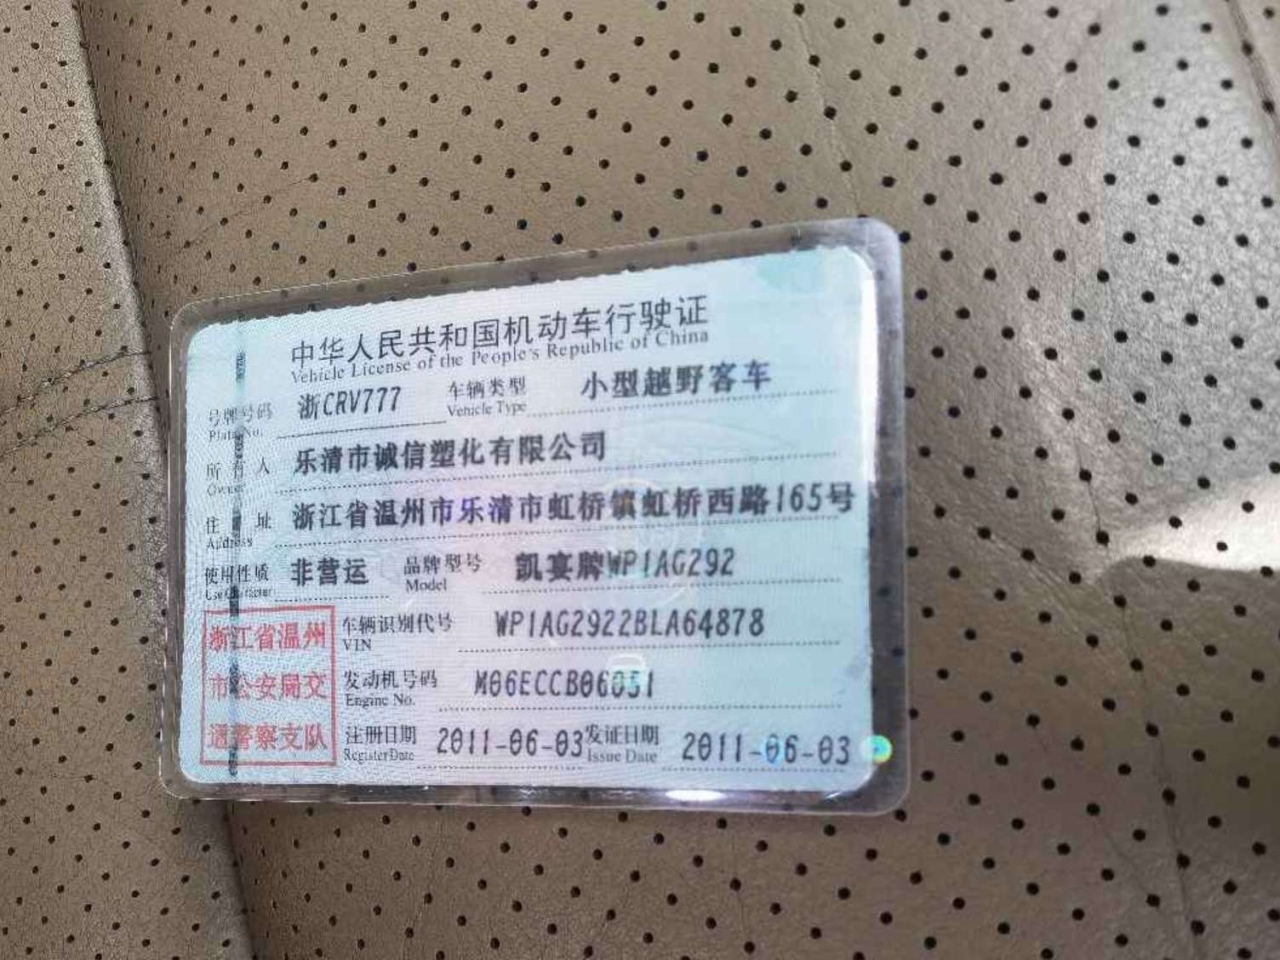 中华人民共和国机动车行驶证
Vehicle License of the People's Republic of China
号牌号码 浙CRV777 车辆类型 小型越野客车
Plate No. Vehicle Type
所有人 乐清市诚信塑化有限公司
Owner
住址 浙江省温州市乐清市虹桥镇虹桥西路165号
Address
使用性质 非营运 品牌型号 凯宴牌WP1AG292
Use Character Model
浙江省温州 车辆识别代号 WP1AG2922BLA64878
VIN
市公安局交 发动机号码 M06ECCB06051
Engine No.
通警察支队 注册日期 2011-06-03 发证日期 2011-06-03
Register Date Issue Date